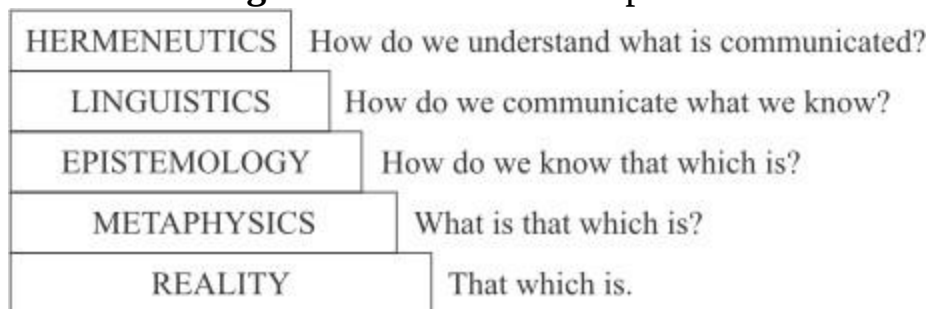 HERMENEUTICS How do we understand what is communicated?
LINGUISTICS How do we communicate what we know?
EPISTEMOLOGY How do we know that which is?
METAPHYSICS What is that which is?
REALITY That which is.